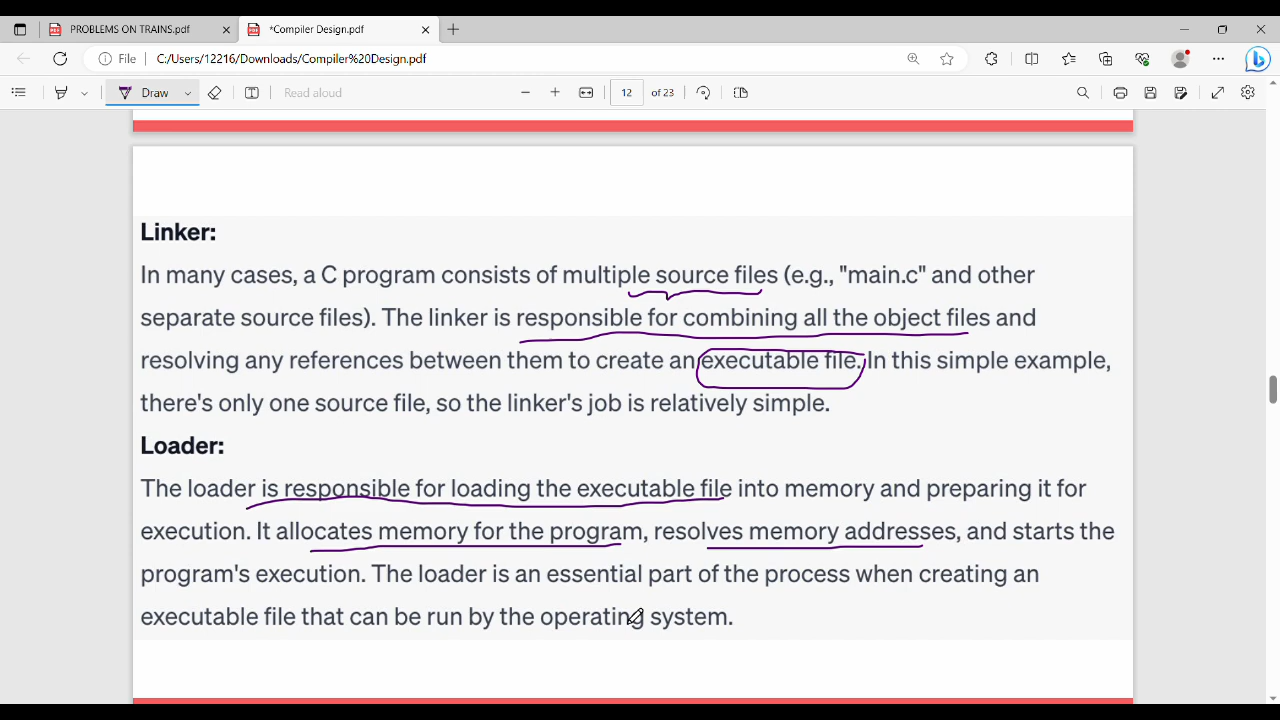 PROBLEMS ON TRAINS.pdf
*Compiler Design.pdf
File C:/Users/12216/Downloads/Compiler%20Design.pdf
Draw Read aloud 12 of 23
Linker:
In many cases, a C program consists of multiple source files (e.g., "main.c" and other
separate source files). The linker is responsible for combining all the object files and
resolving any references between them to create an executable file. In this simple example,
there's only one source file, so the linker's job is relatively simple.
Loader:
The loader is responsible for loading the executable file into memory and preparing it for
execution. It allocates memory for the program, resolves memory addresses, and starts the
program's execution. The loader is an essential part of the process when creating an
executable file that can be run by the operating system.